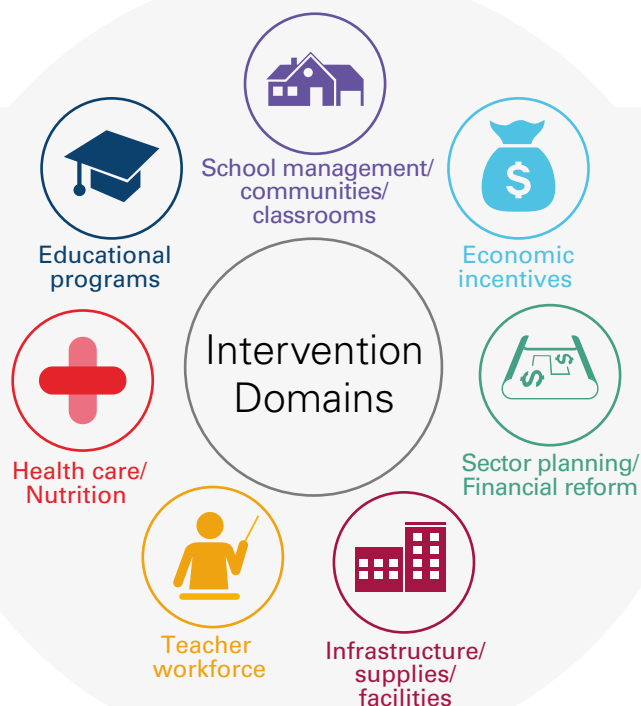 School management/
communities/
classrooms
Educational
programs
Economic
incentives
$
Intervention
Domains
$
$
Health care/
Nutrition
Sector planning/
Financial reform
Teacher
workforce
Infrastructure/
supplies/
facilities